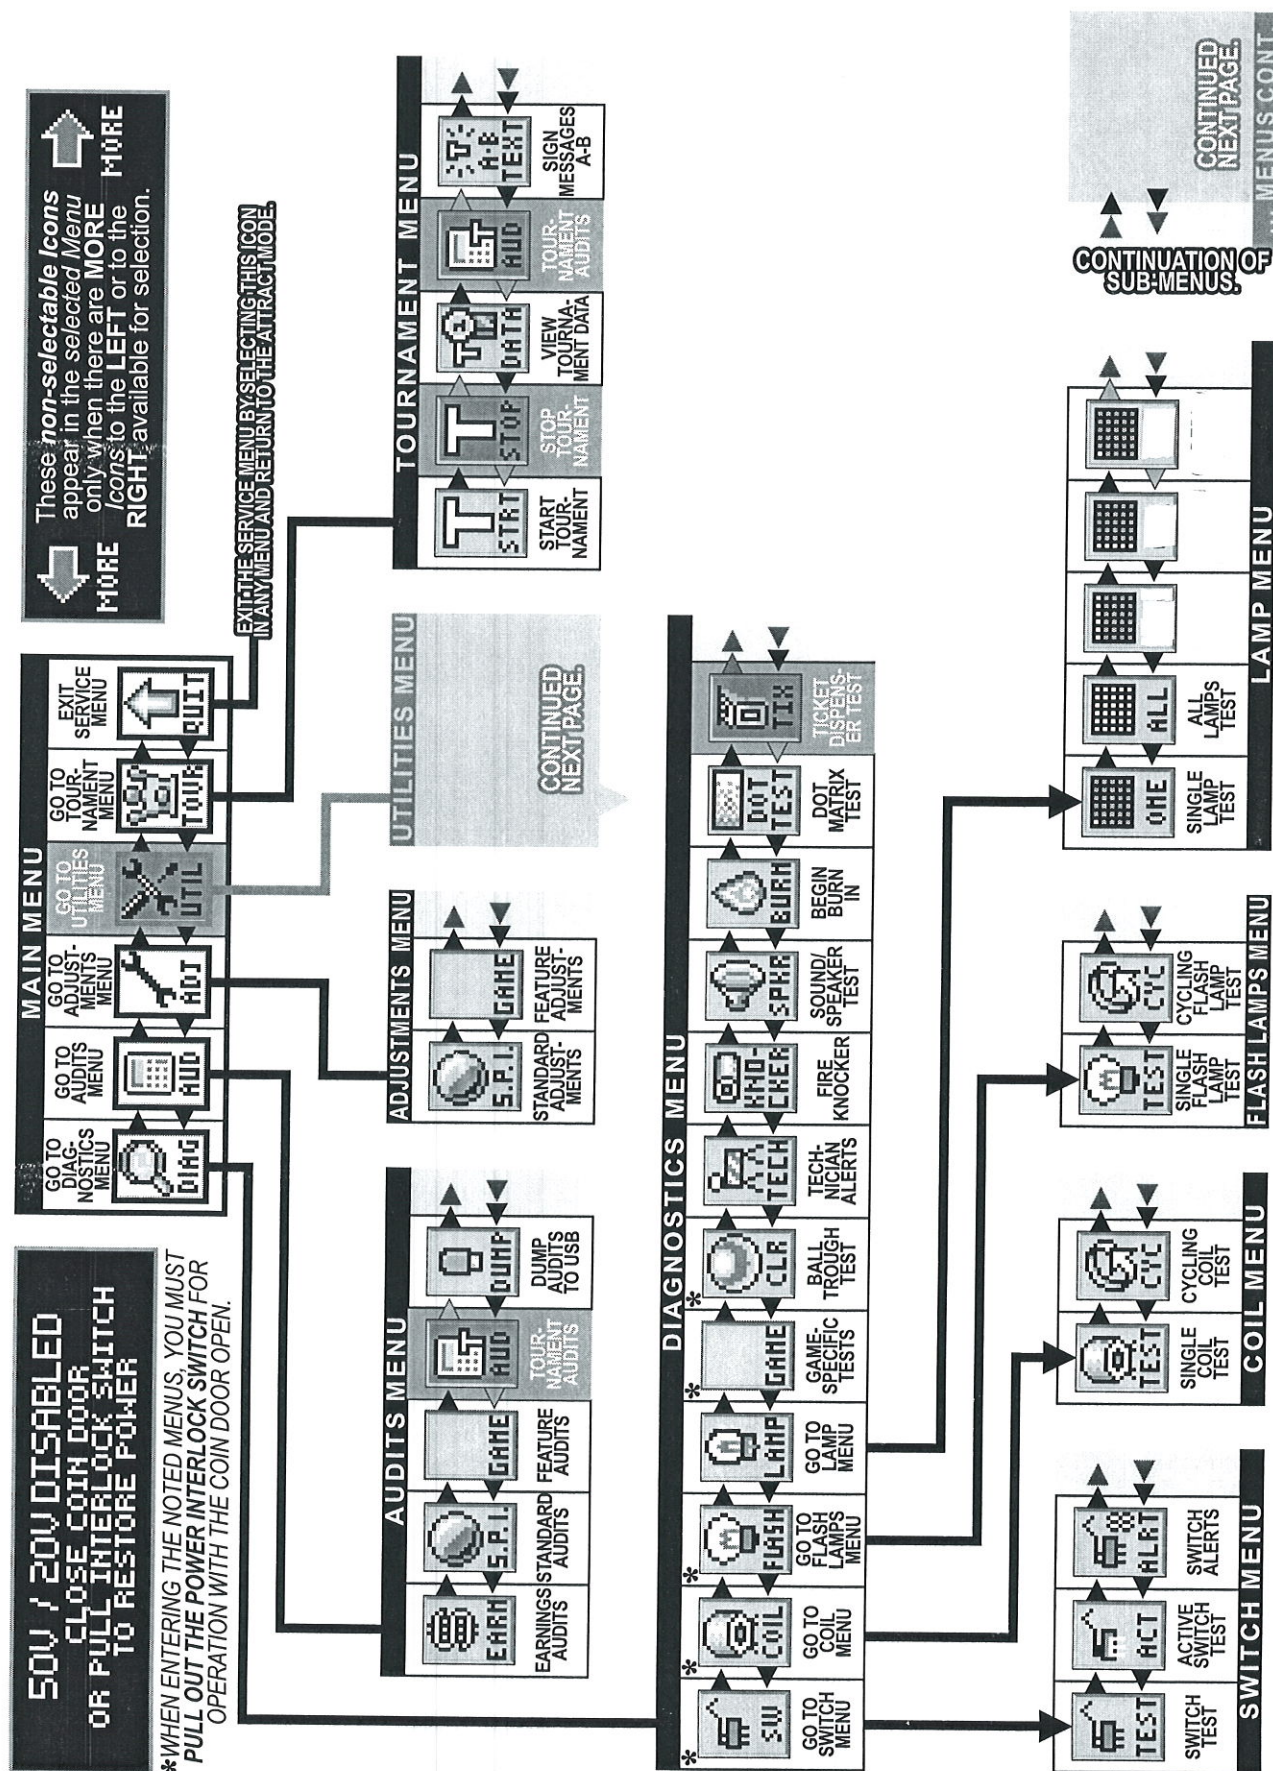 50V / 20V DISABLED
CLOSE COIN DOOR
OR PULL INTERLOCK SWITCH
TO RESTORE POWER
*WHEN ENTERING THE NOTED MENUS, YOU MUST
PULL OUT THE POWER INTERLOCK SWITCH FOR
OPERATION WITH THE COIN DOOR OPEN.
MAIN MENU
GO TO
DIAG-
NOSTICS
MENU
DIAG
GO TO
AUDITS
MENU
AUD
GO TO
ADJUST-
MENTS
MENU
ADJ
GO TO
UTILITIES
MENU
UTIL
GO TO
TOUR-
NAMENT
MENU
TOUR
EXIT
SERVICE
MENU
QUIT
MORE
These non-selectable Icons
appear in the selected Menu
only when there are MORE
Icons to the LEFT or to the
RIGHT available for selection.
MORE
EXIT THE SERVICE MENU BY SELECTING THIS ICON
IN ANY MENU AND RETURN TO THE ATTRACT MODE.
AUDITS MENU
EARN
EARNINGS
AUDITS
S.P.I.
STANDARD
AUDITS
GAME
FEATURE
AUDITS
AUD
TOUR-
NAMENT
AUDITS
DUMP
DUMP
AUDITS
TO USB
ADJUSTMENTS MENU
S.P.I.
STANDARD
ADJUST-
MENTS
GAME
FEATURE
ADJUST-
MENTS
UTILITIES MENU
CONTINUED
NEXT PAGE.
TOURNAMENT MENU
STRT
START
TOUR-
NAMENT
STOP
STOP
TOUR-
NAMENT
DATA
VIEW
TOURNA-
MENT DATA
AUD
TOUR-
NAMENT
AUDITS
A-B
TEXT
SIGN
MESSAGES
A-B
DIAGNOSTICS MENU
*
SW
GO TO
SWITCH
MENU
*
COIL
GO TO
COIL
MENU
*
FLASH
GO TO
FLASH
LAMPS
MENU
LAMP
GO TO
LAMP
MENU
*
GAME
GAME-
SPECIFIC
TESTS
*
CLR
BALL
TROUGH
TEST
TECH
TECH-
NICIAN
ALERTS
KNO-
CKER
FIRE
KNOCKER
SPKR
SOUND/
SPEAKER
TEST
BURN
BEGIN
BURN
IN
DOT
TEST
DOT
MATRIX
TEST
TIX
TICKET
DISPENS-
ER TEST
TEST
SWITCH
TEST
ACT
ACTIVE
SWITCH
TEST
ALRT
SWITCH
ALERTS
SWITCH MENU
TEST
SINGLE
COIL
TEST
CYC
CYCLING
COIL
TEST
COIL MENU
TEST
SINGLE
FLASH
LAMP
TEST
CYC
CYCLING
FLASH
LAMP
TEST
FLASH LAMPS MENU
ONE
SINGLE
LAMP
TEST
ALL
ALL
LAMPS
TEST
LAMP MENU
CONTINUATION OF
SUB-MENUS.
CONTINUED
NEXT PAGE.
MENUS CONT